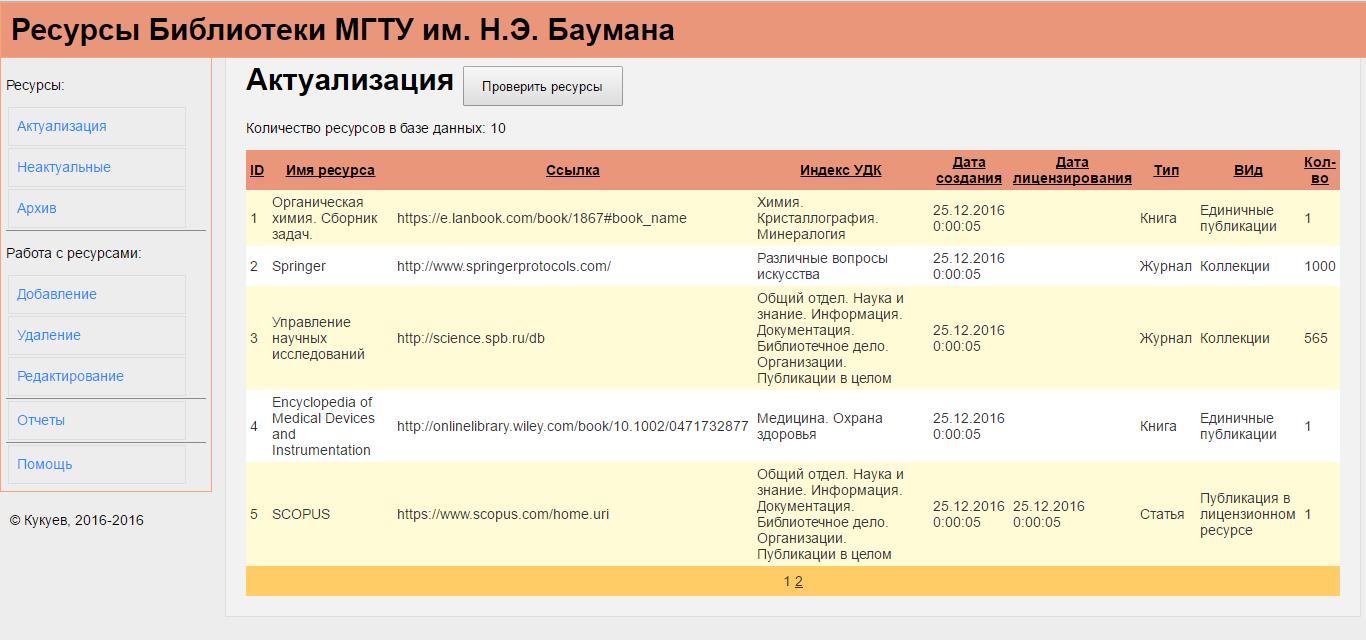 Ресурсы Библиотеки МГТУ им. Н.Э. Баумана
Ресурсы:
Актуализация
Неактуальные
Архив
Работа с ресурсами:
Добавление
Удаление
Редактирование
Отчеты
Помощь
© Кукуев, 2016-2016
Актуализация
Проверить ресурсы
Количество ресурсов в базе данных: 10
ID Имя ресурса Ссылка Индекс УДК Дата создания Дата лицензирования Тип ВИд Кол-во
1 Органическая химия. Сборник задач. https://e.lanbook.com/book/1867#book_name Химия. Кристаллография. Минералогия 25.12.2016 0:00:05 Книга Единичные публикации 1
2 Springer http://www.springerprotocols.com/ Различные вопросы искусства 25.12.2016 0:00:05 Журнал Коллекции 1000
3 Управление научных исследований http://science.spb.ru/db Общий отдел. Наука и знание. Информация. Документация. Библиотечное дело. Организации. Публикации в целом 25.12.2016 0:00:05 Журнал Коллекции 565
4 Encyclopedia of Medical Devices and Instrumentation http://onlinelibrary.wiley.com/book/10.1002/0471732877 Медицина. Охрана здоровья 25.12.2016 0:00:05 Книга Единичные публикации 1
5 SCOPUS https://www.scopus.com/home.uri Общий отдел. Наука и знание. Информация. Документация. Библиотечное дело. Организации. Публикации в целом 25.12.2016 0:00:05 25.12.2016 0:00:05 Статья Публикация в лицензионном ресурсе 1
1 2